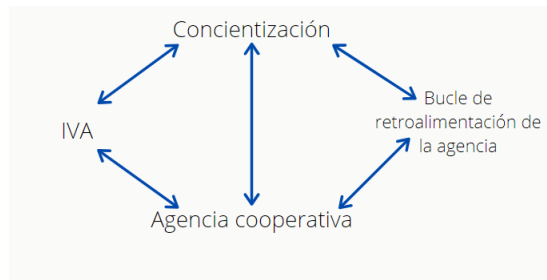 Concientización
IVA
Bucle de
retroalimentación de
la agencia
Agencia cooperativa